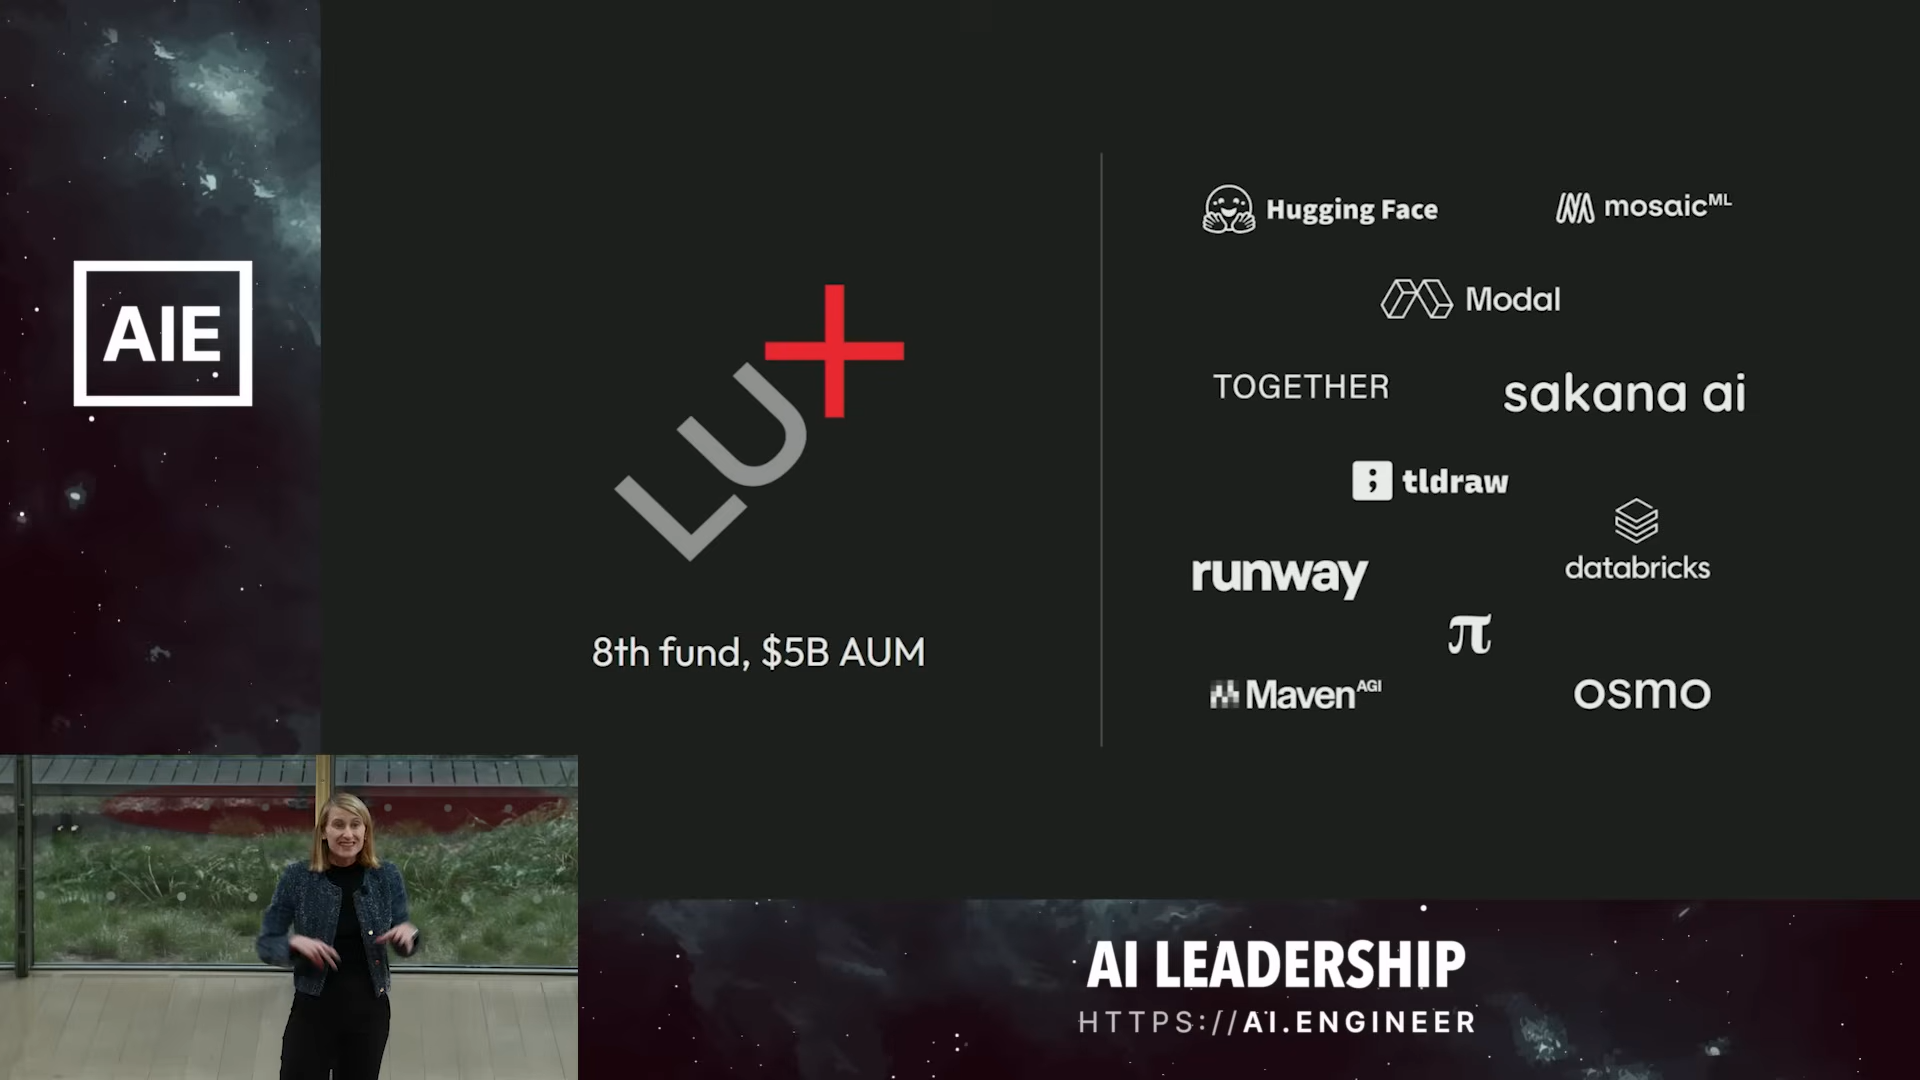 AIE
LU+
8th fund, $5B AUM
Hugging Face
mosaicML
Modal
TOGETHER
sakana ai
tldraw
runway
databricks
π
MavenAGI
osmo
AI LEADERSHIP
HTTPS://AI.ENGINEER